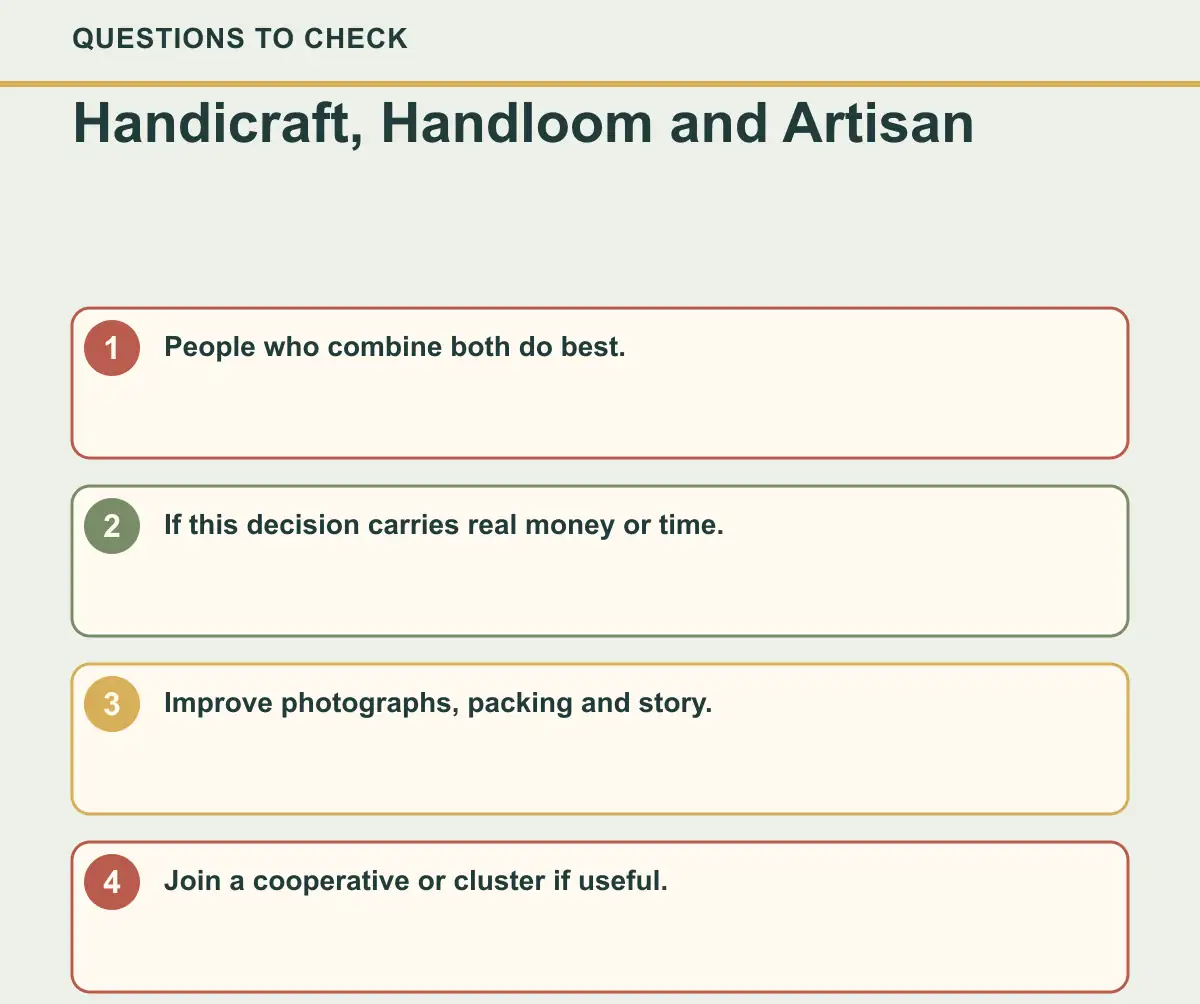 QUESTIONS TO CHECK
Handicraft, Handloom and Artisan
1 People who combine both do best.
2 If this decision carries real money or time.
3 Improve photographs, packing and story.
4 Join a cooperative or cluster if useful.